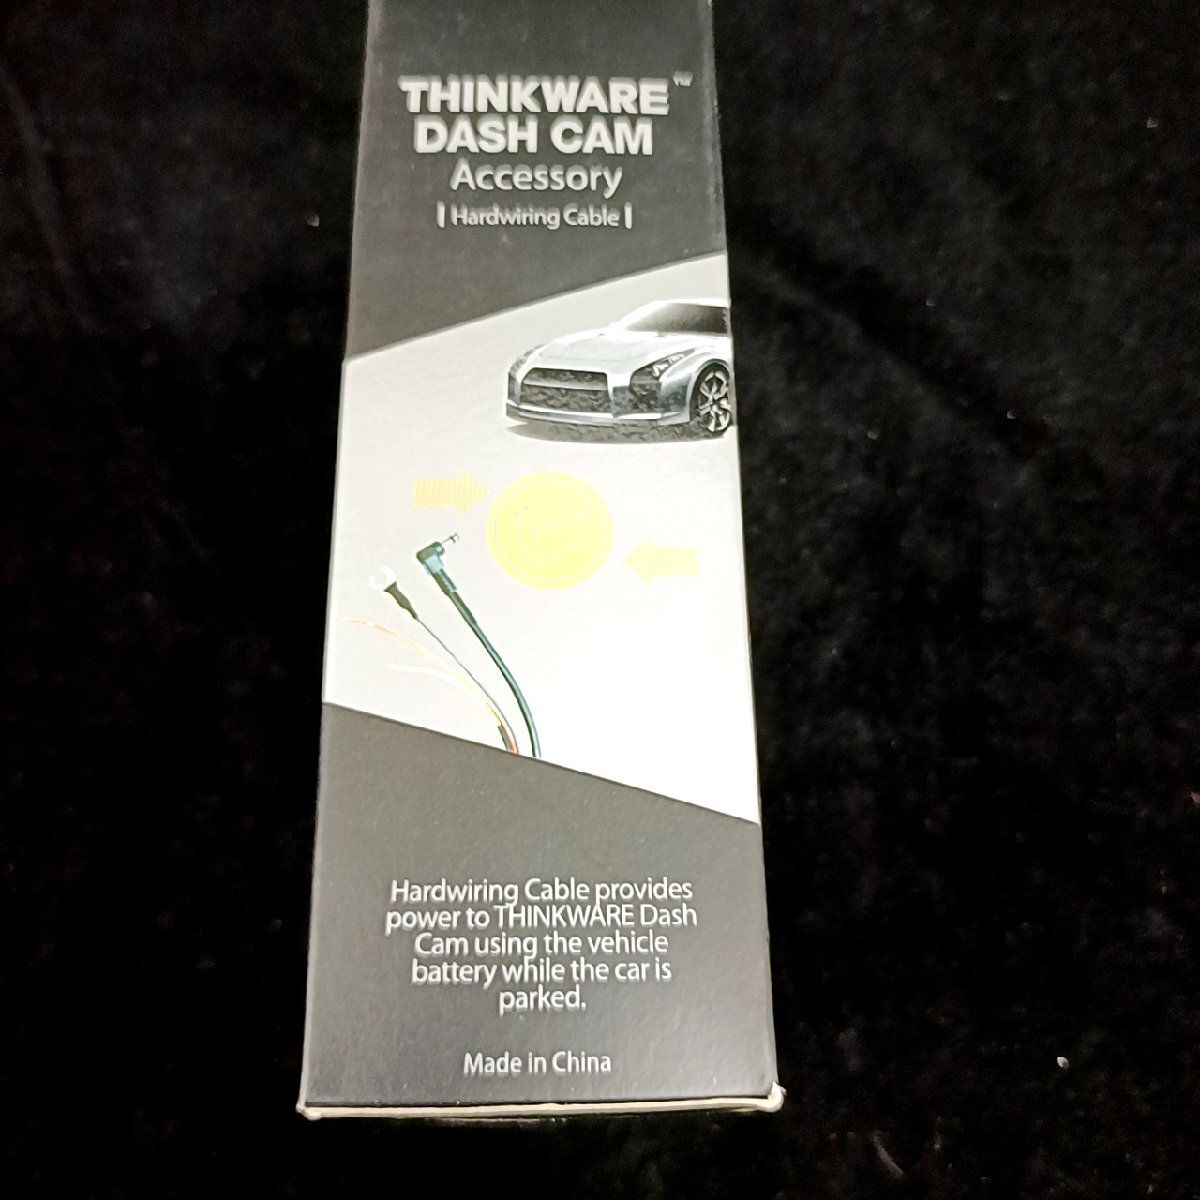 THINKWARE™
DASH CAM
Accessory
| Hardwiring Cable |
Hardwiring Cable provides
power to THINKWARE Dash
Cam using the vehicle
battery while the car is
parked.
Made in China